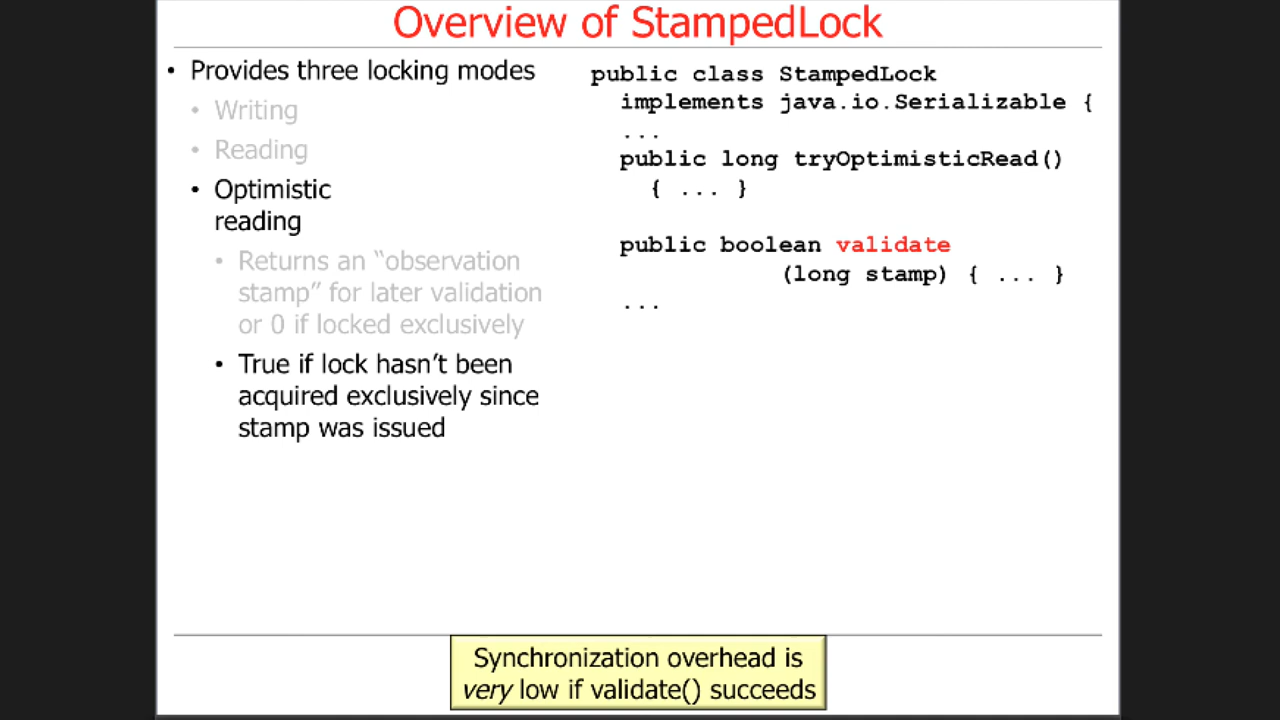 Overview of StampedLock
• Provides three locking modes
• Writing
• Reading
• Optimistic
reading
• Returns an “observation
stamp” for later validation
or 0 if locked exclusively
• True if lock hasn’t been
acquired exclusively since
stamp was issued
public class StampedLock
implements java.io.Serializable {
...
public long tryOptimisticRead()
{ ... }
public boolean validate
(long stamp) { ... }
...
Synchronization overhead is
very low if validate() succeeds